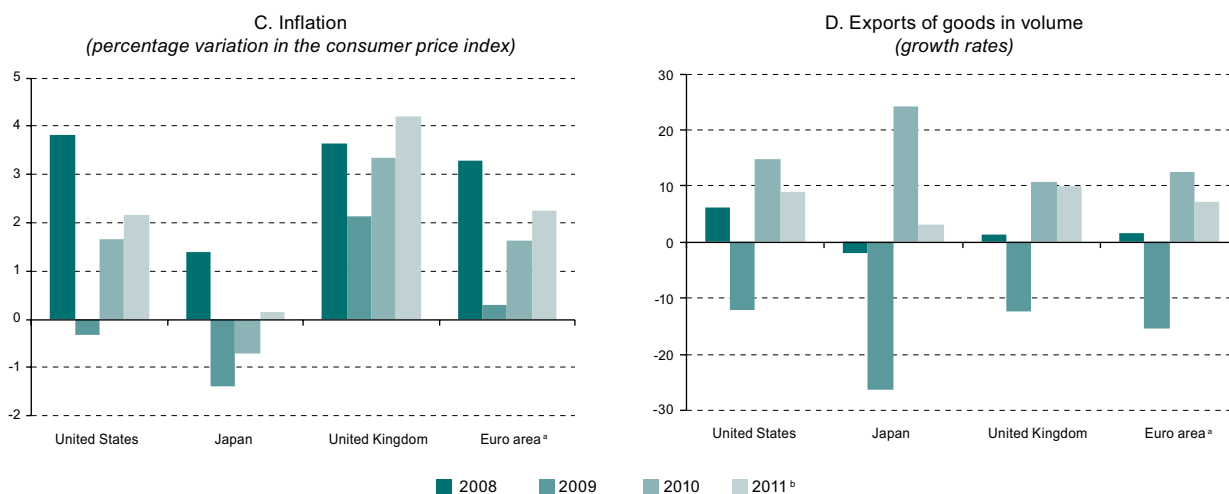 C. Inflation
(percentage variation in the consumer price index)
5
4
3
2
1
0
-1
-2
United States Japan United Kingdom Euro area a
D. Exports of goods in volume
(growth rates)
30
20
10
0
-10
-20
-30
United States Japan United Kingdom Euro area a
2008 2009 2010 2011 b